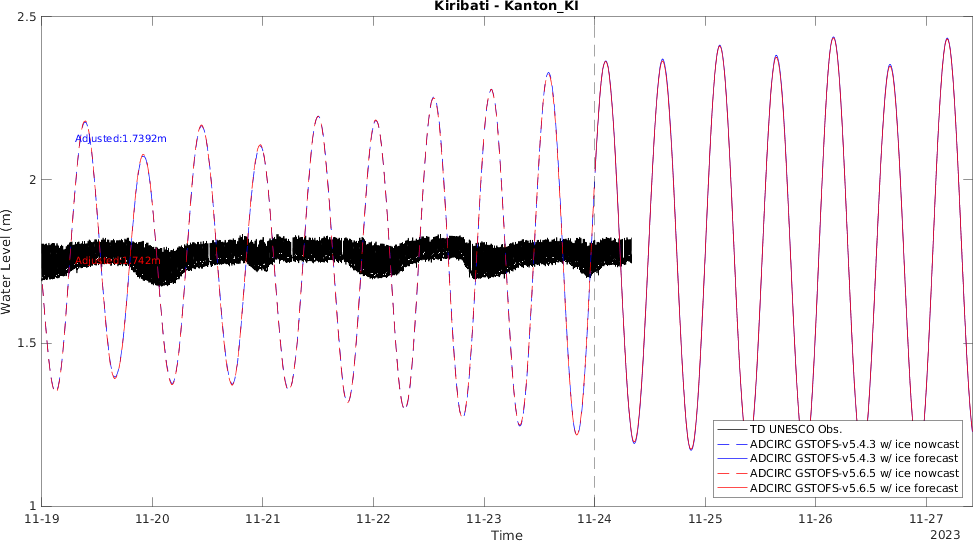 Kiribati - Kanton_KI
2.5
2
1.5
1
Water Level (m)
Adjusted:1.7392m
Adjusted:1.742m
TD UNESCO Obs.
ADCIRC GSTOFS-v5.4.3 w/ ice nowcast
ADCIRC GSTOFS-v5.4.3 w/ ice forecast
ADCIRC GSTOFS-v5.6.5 w/ ice nowcast
ADCIRC GSTOFS-v5.6.5 w/ ice forecast
11-19 11-20 11-21 11-22 11-23 11-24 11-25 11-26 11-27
Time
2023